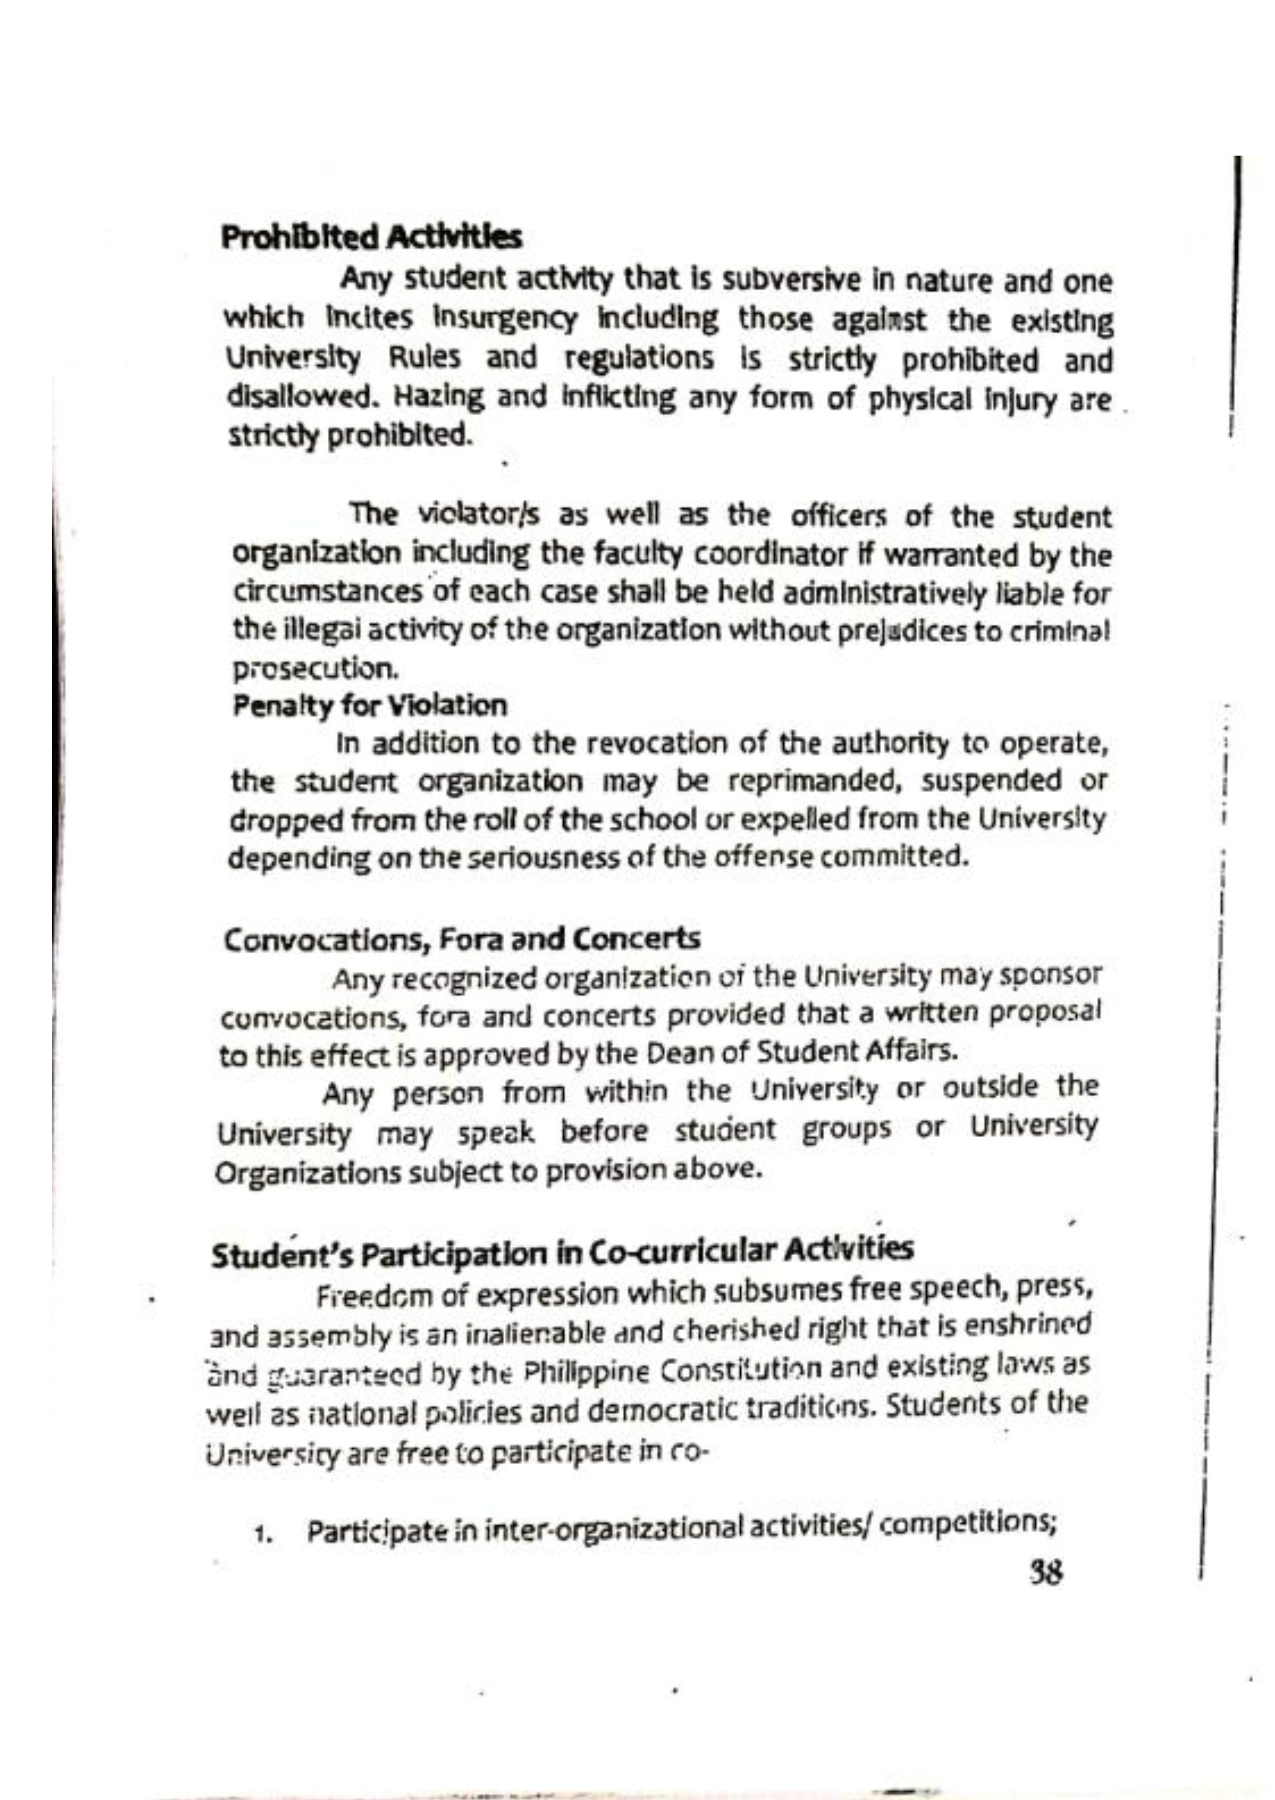 Prohibited Activities
Any student activity that is subversive in nature and one
which incites insurgency including those against the existing
University Rules and regulations is strictly prohibited and
disallowed. Hazing and inflicting any form of physical injury are
strictly prohibited.
The violator/s as well as the officers of the student
organization including the faculty coordinator if warranted by the
circumstances of each case shall be held administratively liable for
the illegal activity of the organization without prejudices to criminal
prosecution.
Penalty for Violation
In addition to the revocation of the authority to operate,
the student organization may be reprimanded, suspended or
dropped from the roll of the school or expelled from the University
depending on the seriousness of the offense committed.
Convocations, Fora and Concerts
Any recognized organization of the University may sponsor
convocations, fora and concerts provided that a written proposal
to this effect is approved by the Dean of Student Affairs.
Any person from within the University or outside the
University may speak before student groups or University
Organizations subject to provision above.
Student's Participation in Co-curricular Activities
Freedom of expression which subsumes free speech, press,
and assembly is an inalienable and cherished right that is enshrined
and guaranteed by the Philippine Constitution and existing laws as
well as national policies and democratic traditions. Students of the
University are free to participate in co-
1. Participate in inter-organizational activities/ competitions;
38